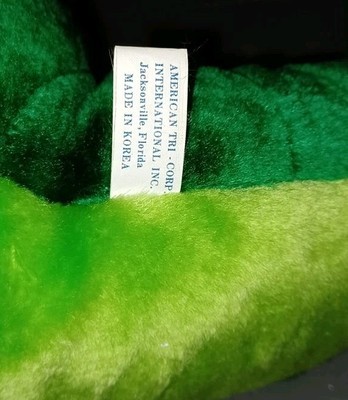 AMERICAN TRI-CORP.
INTERNATIONAL INC.
Jacksonville, Florida
MADE IN KOREA